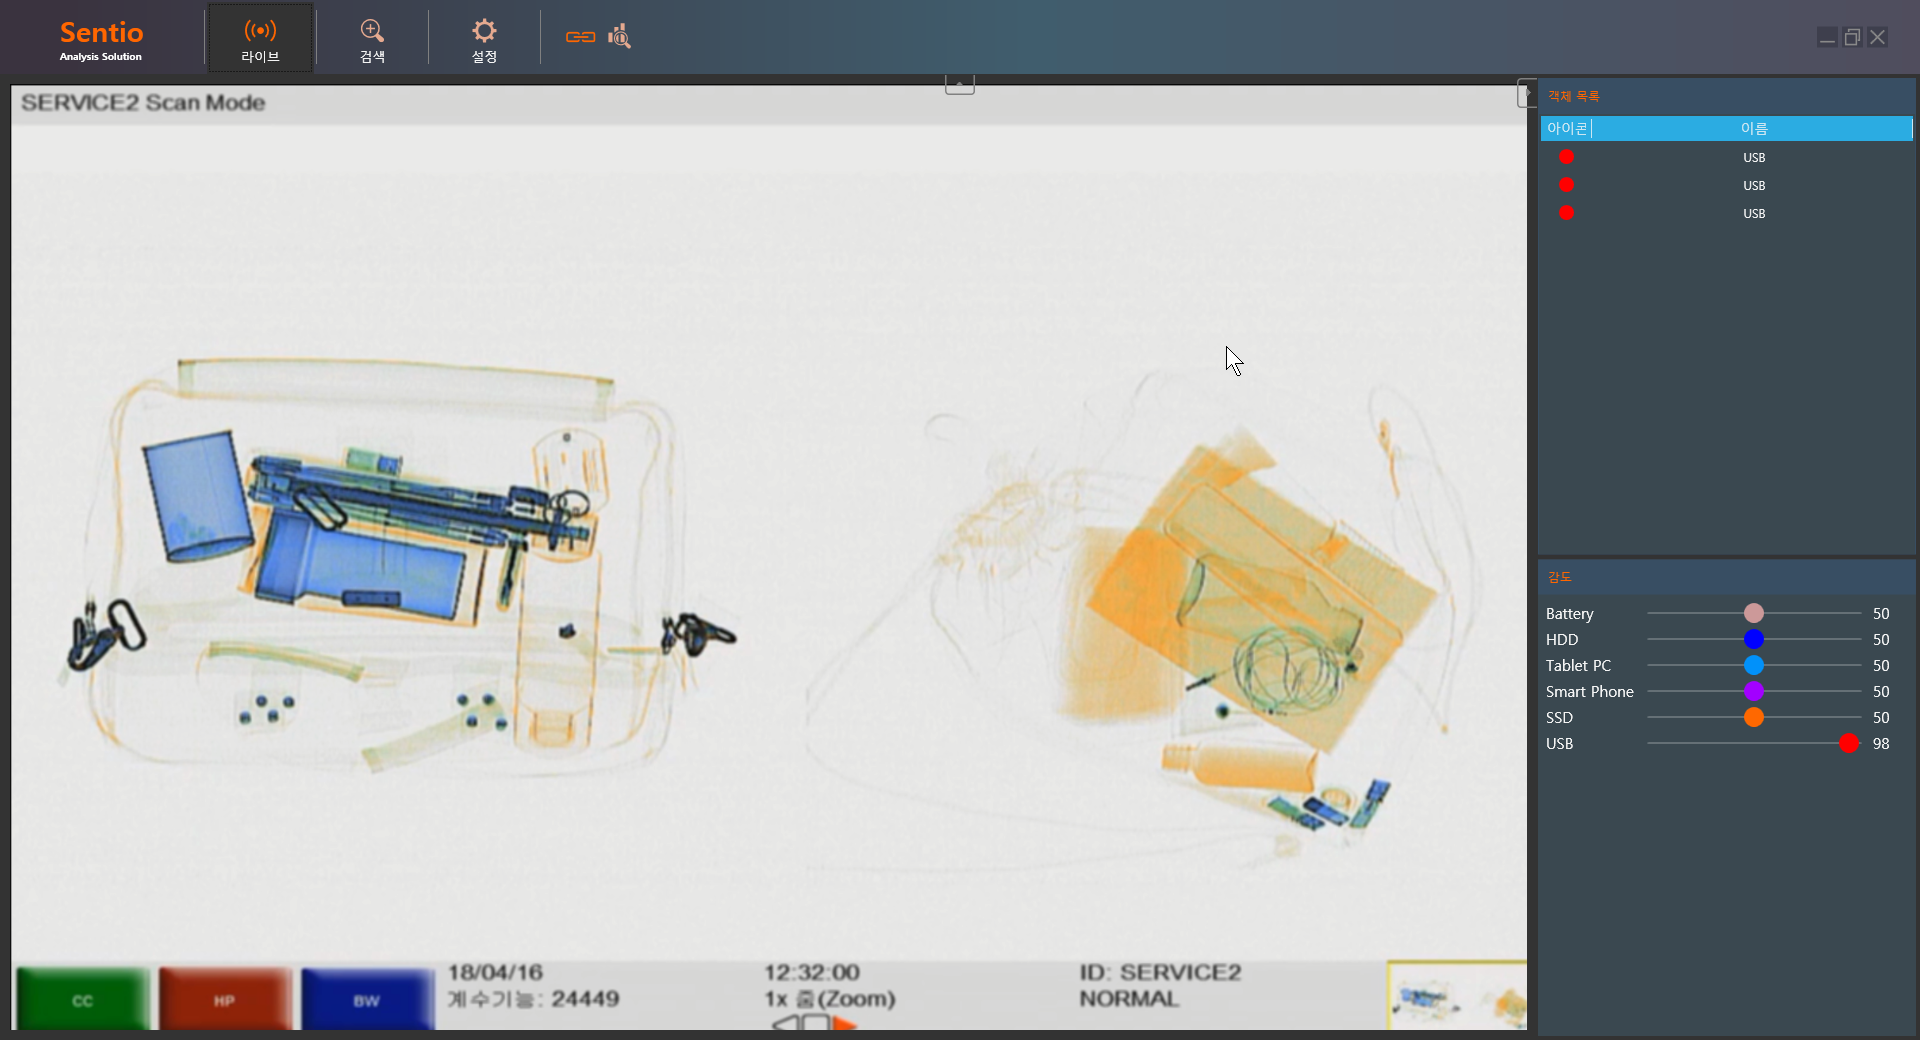 Sentio
Analysis Solution
라이브
검색
설정
SERVICE2 Scan Mode
객체 목록
아이콘
이름
USB
USB
USB
감도
Battery 50
HDD 50
Tablet PC 50
Smart Phone 50
SSD 50
USB 98
CC
HP
BW
18/04/16
계수기능: 24449
12:32:00
1x 줌(Zoom)
ID: SERVICE2
NORMAL